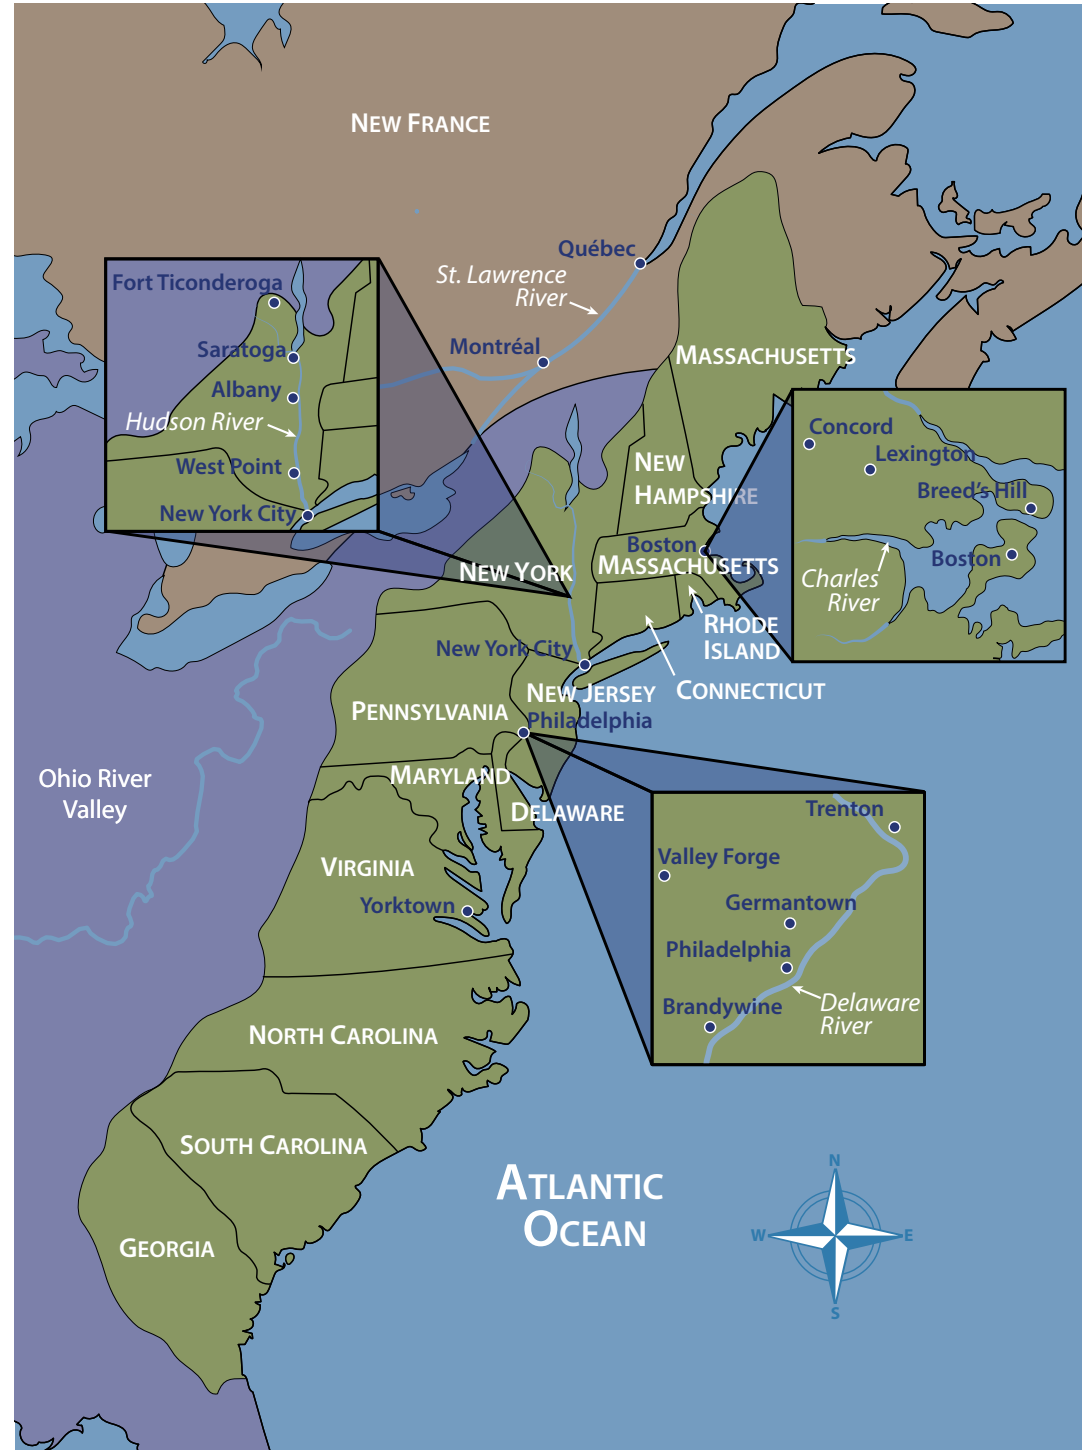 NEW FRANCE
Québec
St. Lawrence
River
Montréal
Fort Ticonderoga
Saratoga
Albany
Hudson River
West Point
New York City
MASSACHUSETTS
NEW
HAMPSHIRE
Boston
MASSACHUSETTS
NEW YORK
RHODE
ISLAND
CONNECTICUT
Concord
Lexington
Breed's Hill
Boston
Charles
River
New York City
NEW JERSEY
PENNSYLVANIA
Philadelphia
MARYLAND
DELAWARE
Ohio River
Valley
VIRGINIA
Yorktown
Trenton
Valley Forge
Germantown
Philadelphia
Brandywine
Delaware
River
NORTH CAROLINA
SOUTH CAROLINA
GEORGIA
ATLANTIC
OCEAN
N
W
E
S